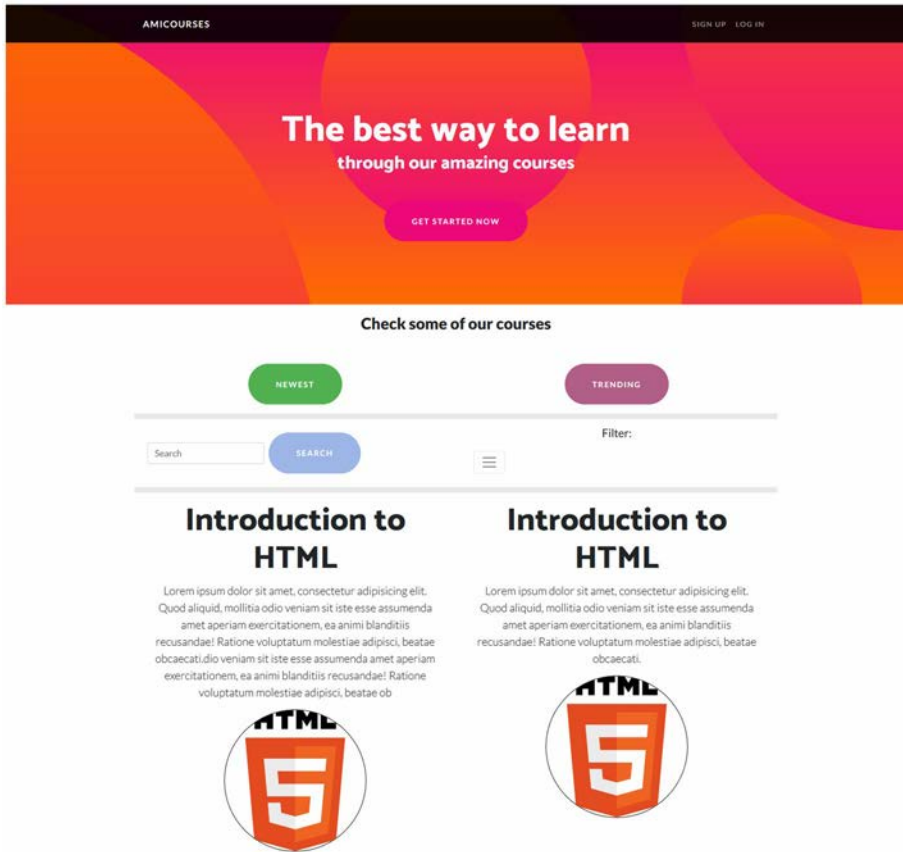 AMICOURSES
SIGN UP LOG IN
The best way to learn
through our amazing courses
GET STARTED NOW
Check some of our courses
NEWEST
TRENDING
Search
SEARCH
Filter:
Introduction to
HTML
Lorem ipsum dolor sit amet, consectetur adipisicing elit.
Quod aliquid, mollitia odio veniam sit iste esse assumenda
amet aperiam exercitationem, ea animi blanditiis
recusandae! Ratione voluptatum molestiae adipisci, beatae
obcaecati.dio veniam sit iste esse assumenda amet aperiam
exercitationem, ea animi blanditiis recusandae! Ratione
voluptatum molestiae adipisci, beatae ob
HTML
5
Introduction to
HTML
Lorem ipsum dolor sit amet, consectetur adipisicing elit.
Quod aliquid, mollitia odio veniam sit iste esse assumenda
amet aperiam exercitationem, ea animi blanditiis
recusandae! Ratione voluptatum molestiae adipisci, beatae
obcaecati.
HTML
5